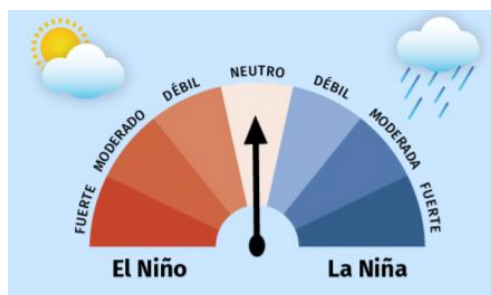 FUERTE
MODERADO
DÉBIL
NEUTRO
DÉBIL
MODERADA
FUERTE
El Niño
La Niña